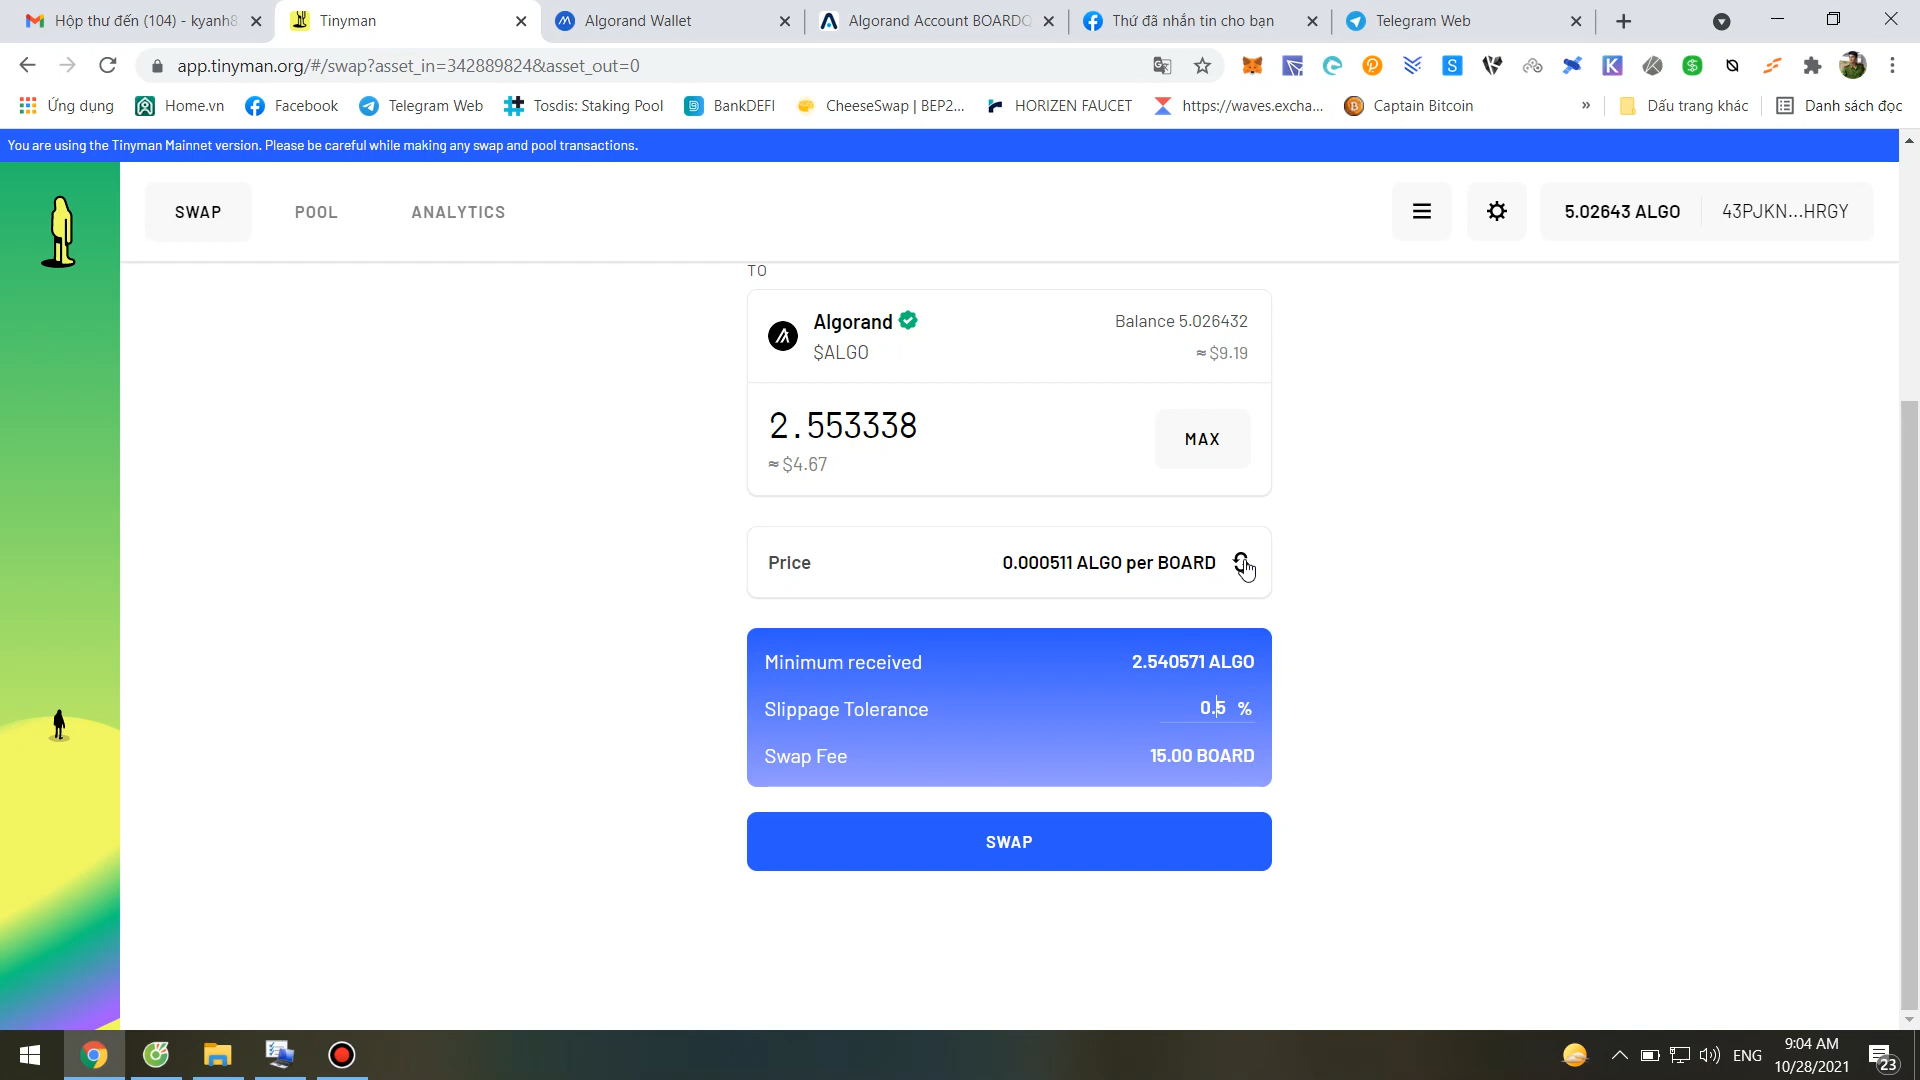 Hộp thư đến (104) - kyanh8
Tinyman
Algorand Wallet
Algorand Account BOARDO
Thứ đã nhắn tin cho bạn
Telegram Web
app.tinyman.org/#/swap?asset_in=342889824&asset_out=0
Ứng dụng
Home.vn
Facebook
Telegram Web
Tosdis: Staking Pool
BankDEFI
CheeseSwap | BEP2...
HORIZEN FAUCET
https://waves.excha...
Captain Bitcoin
»
Dấu trang khác
Danh sách đọc
You are using the Tinyman Mainnet version. Please be careful while making any swap and pool transactions.
SWAP
POOL
ANALYTICS
5.02643 ALGO
43PJKN...HRGY
TO
Algorand
Balance 5.026432
$ALGO
≈ $9.19
2.553338
MAX
≈ $4.67
Price
0.000511 ALGO per BOARD
Minimum received
2.540571 ALGO
Slippage Tolerance
0.5 %
Swap Fee
15.00 BOARD
SWAP
ENG
9:04 AM
10/28/2021
23